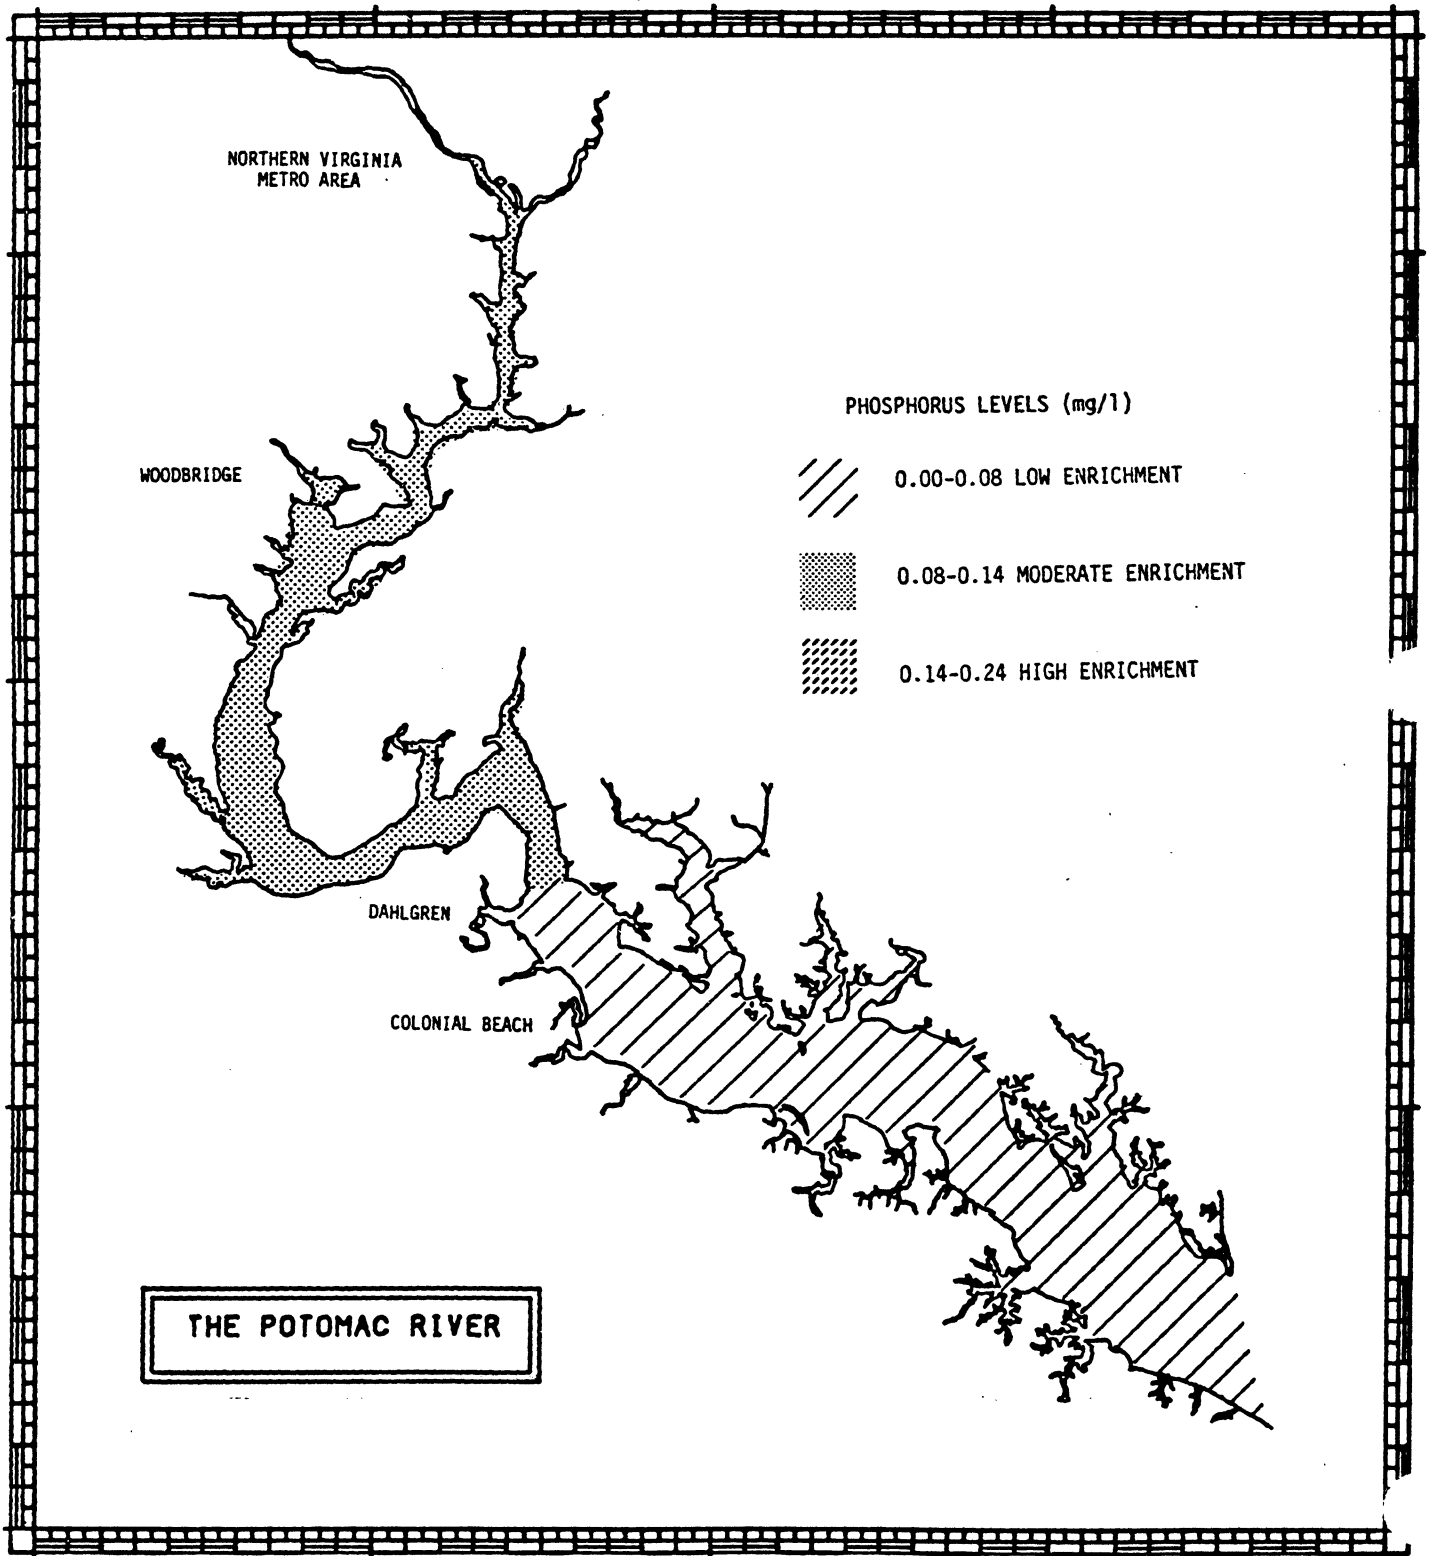 NORTHERN VIRGINIA
METRO AREA
PHOSPHORUS LEVELS (mg/l)
WOODBRIDGE
0.00-0.08 LOW ENRICHMENT
0.08-0.14 MODERATE ENRICHMENT
0.14-0.24 HIGH ENRICHMENT
DAHLGREN
COLONIAL BEACH
THE POTOMAC RIVER